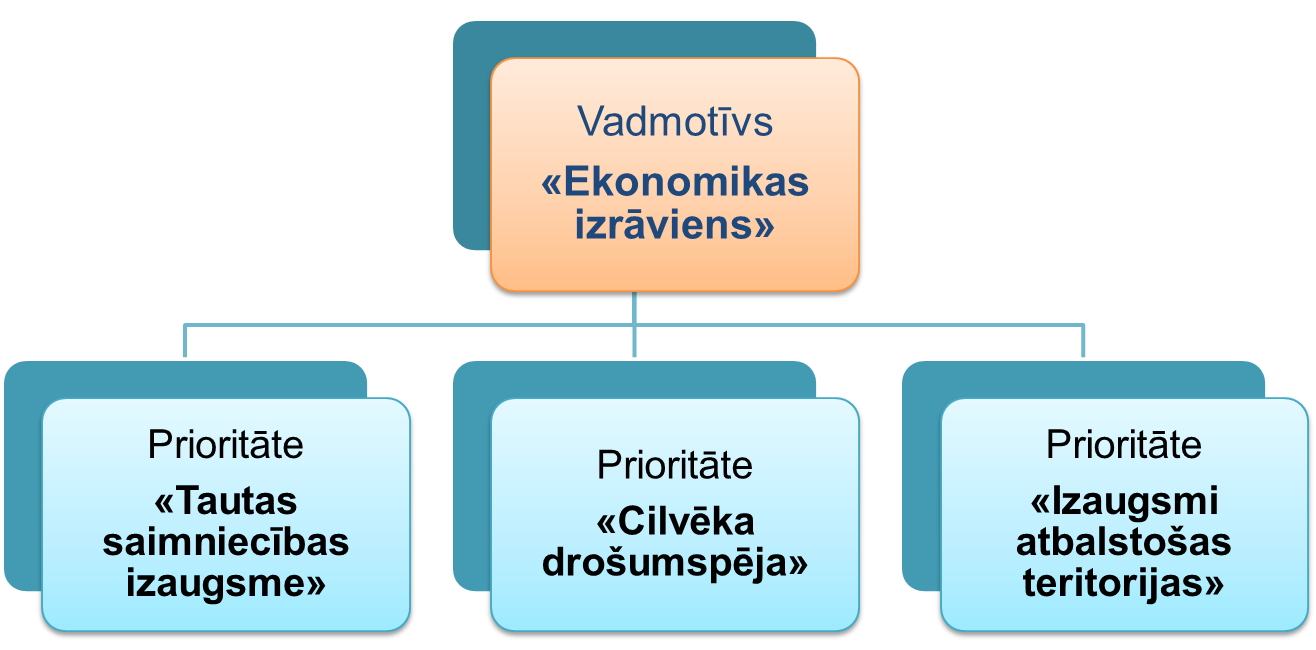 Vadmotīvs
«Ekonomikas
izrāviens»
Prioritāte
«Tautas
saimniecības
izaugsme»
Prioritāte
«Cilvēka
drošumspēja»
Prioritāte
«Izaugsmi
atbalstošas
teritorijas»